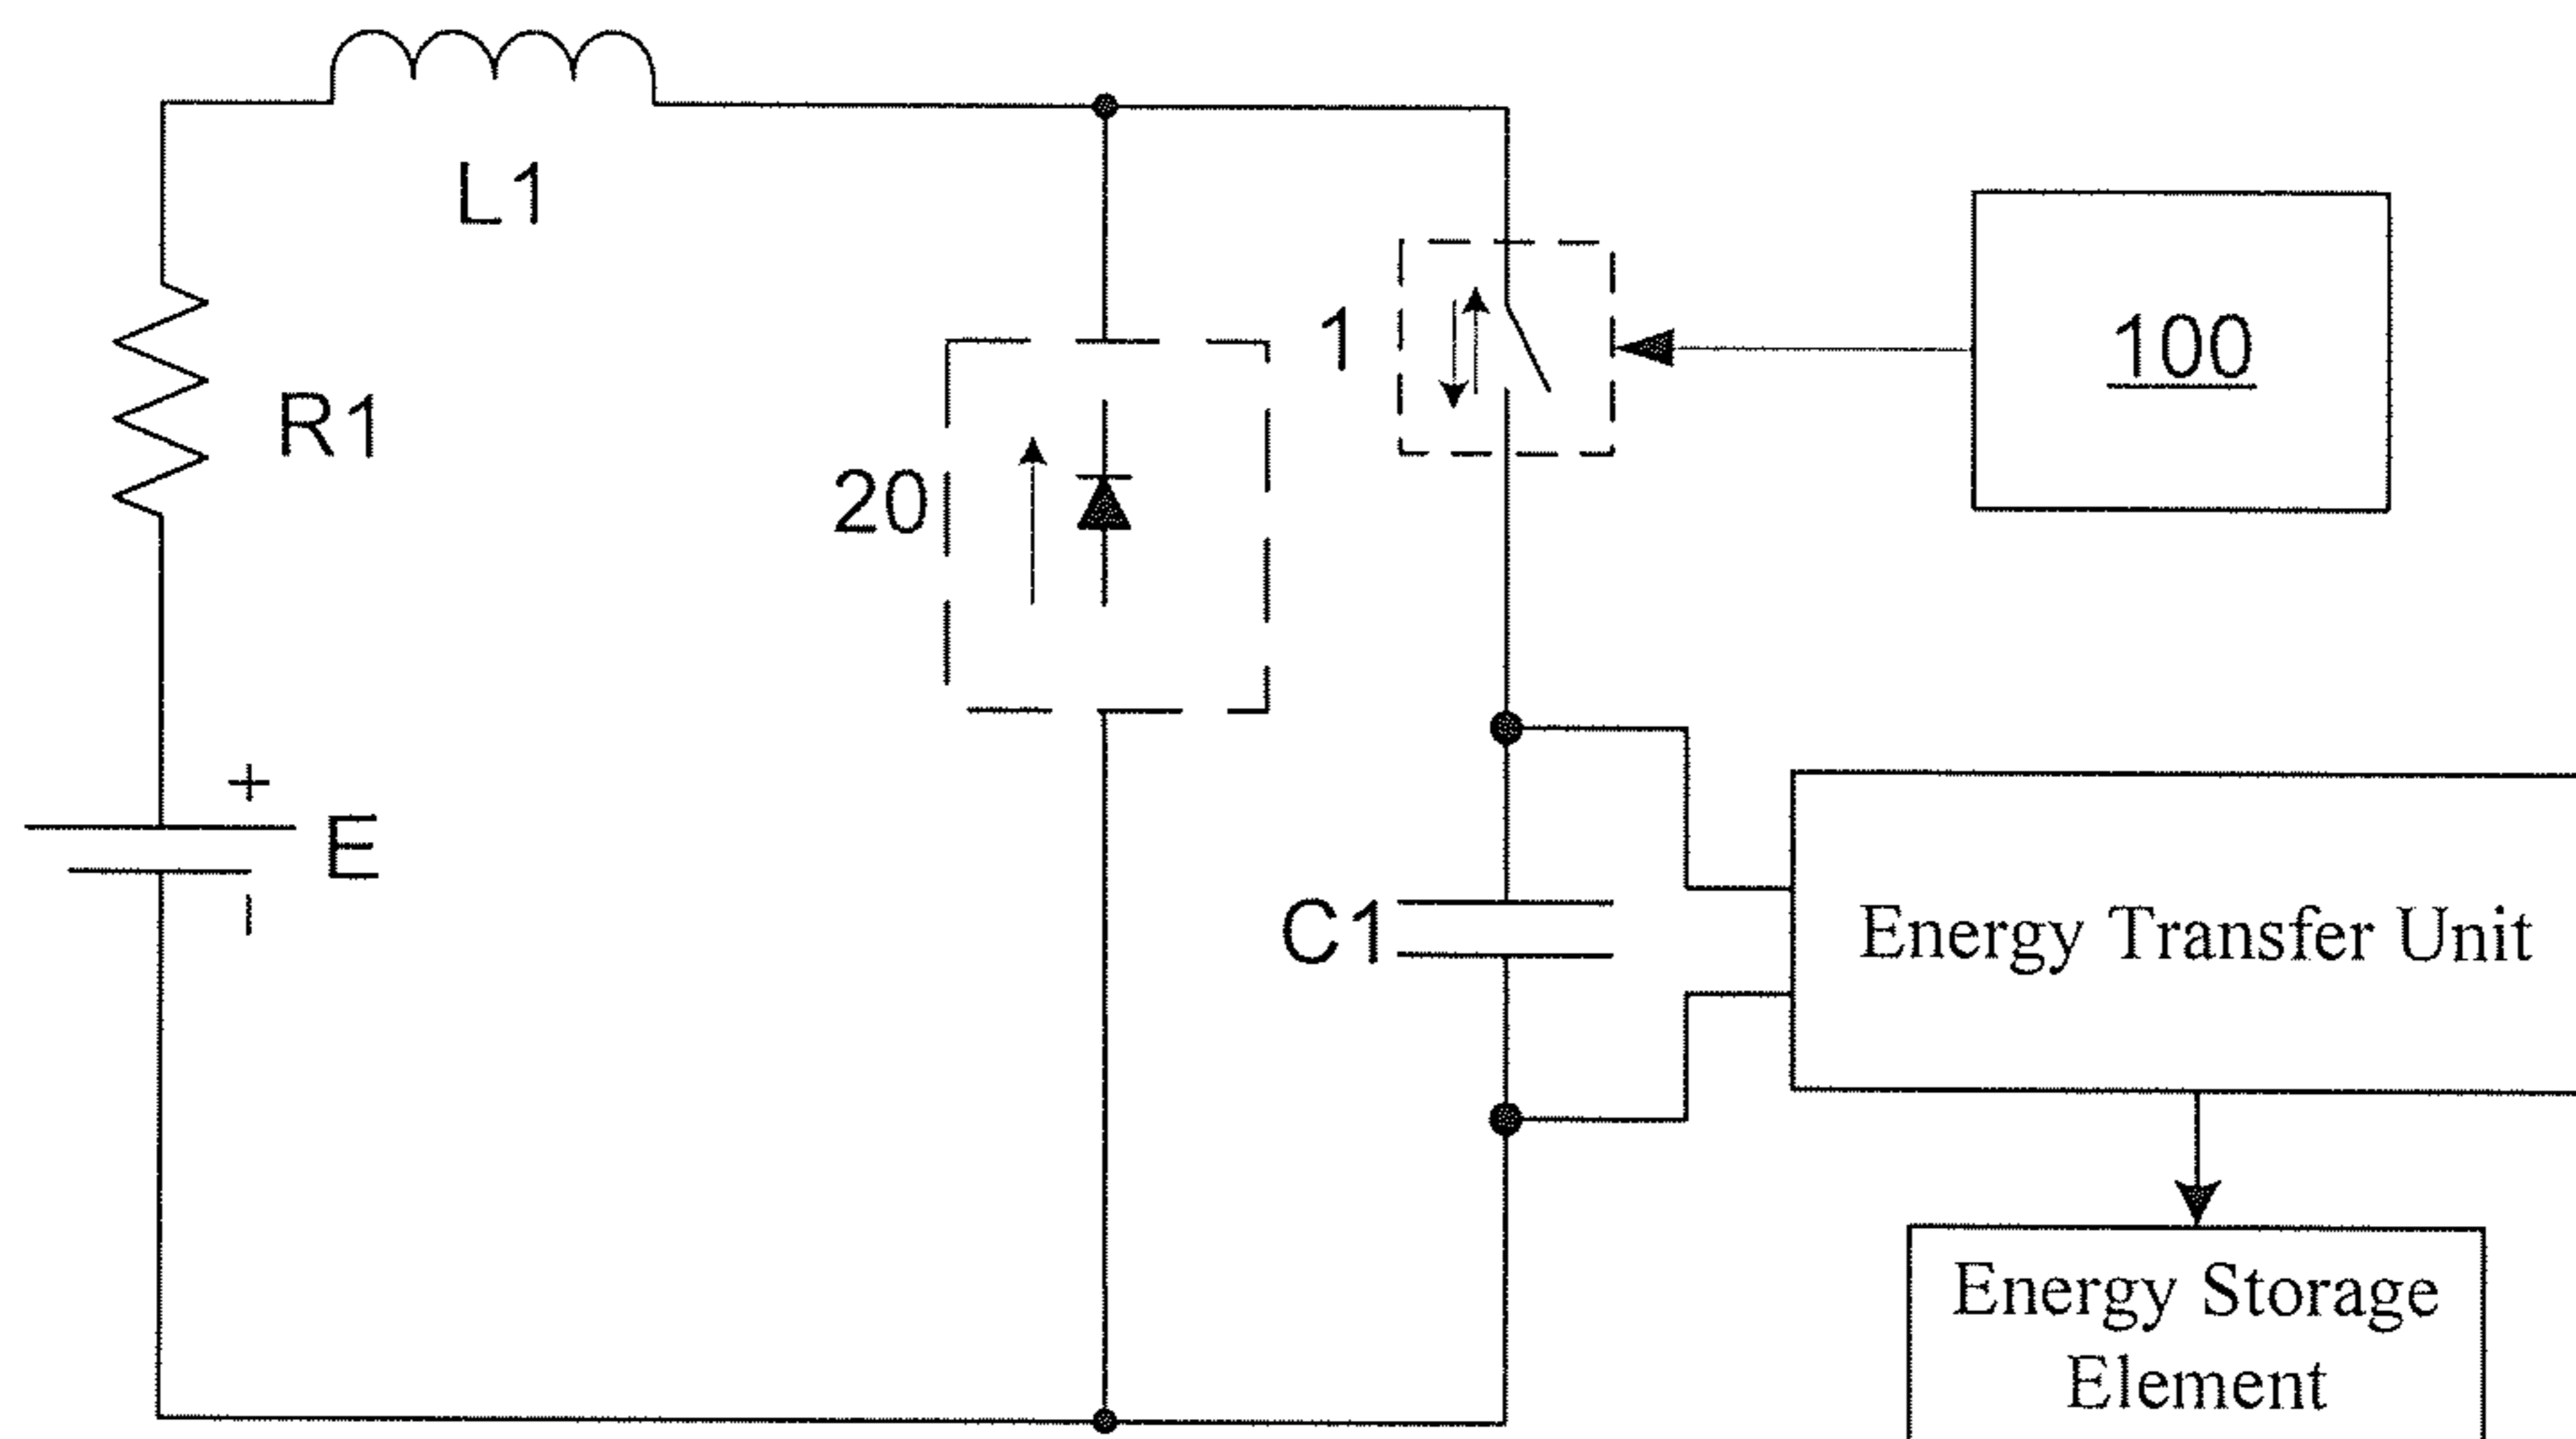 L1
R1
1
100
20
+
E
−
C1
Energy Transfer Unit
Energy Storage
Element